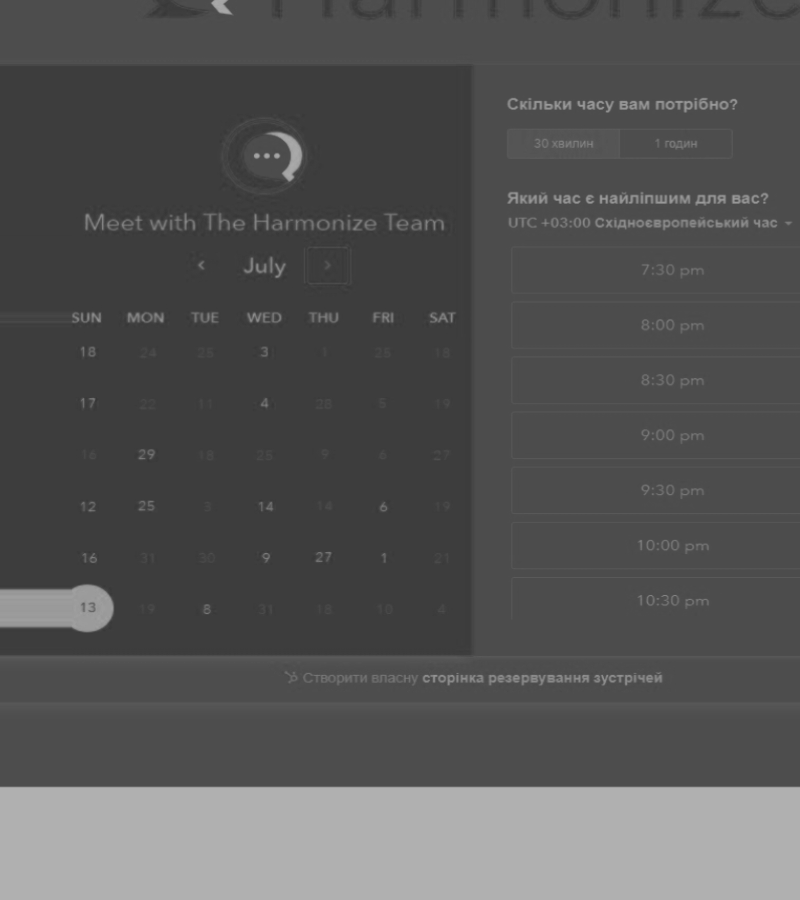 Harmonize
Meet with The Harmonize Team
July
SUN MON TUE WED THU FRI SAT
18 24 25 3 1 25 18
17 22 11 4 28 5 19
16 29 18 25 9 4 27
12 25 3 14 19 6 19
16 31 30 9 27 1 21
13 19 8 31 18 10 4
Скільки часу вам потрібно?
30 хвилин 1 годин
Який час є найліпшим для вас?
UTC +03:00 Східноєвропейський час
7:30 pm
8:00 pm
8:30 pm
9:00 pm
9:30 pm
10:00 pm
10:30 pm
Створити власну сторінка резервування зустрічей